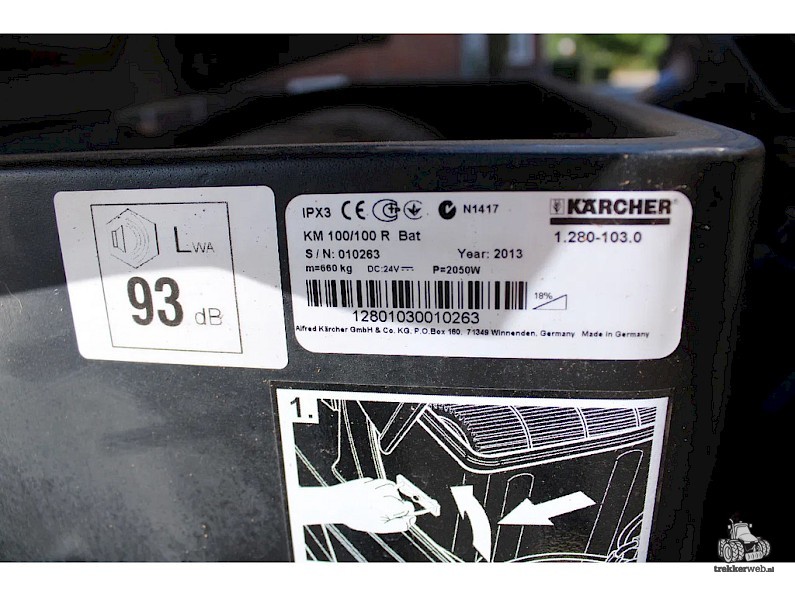 LWA
93 dB
IPX3 CE N1417 KÄRCHER
KM 100/100 R Bat 1.280-103.0
S / N: 010263 Year: 2013
m=660 kg DC:24V P=2050W
18%
12801030010263
Alfred Kärcher GmbH & Co. KG, P.O.Box 160, 71349 Winnenden, Germany Made in Germany
1.
trekkerweb.nl